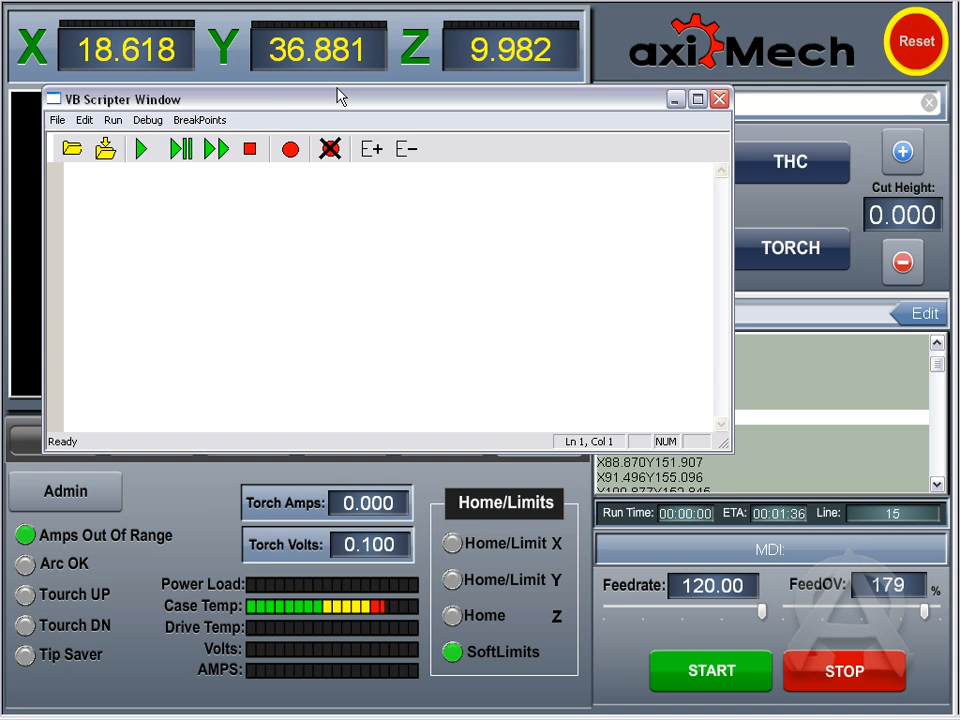 X 18.618 Y 36.881 Z 9.982
axiMech
Reset
VB Scripter Window
File Edit Run Debug BreakPoints
E+ E-
THC
Cut Height:
0.000
TORCH
Edit
Ready
Ln 1, Col 1
NUM
X88.870Y151.907
X91.496Y155.096
Admin
Torch Amps: 0.000
Home/Limits
Run Time: 00:00:00 ETA: 00:01:36 Line: 15
Amps Out Of Range
Torch Volts: 0.100
Home/Limit X
MDI:
Arc OK
Power Load:
Home/Limit Y
Feedrate: 120.00 FeedOV: 179 %
Tourch UP
Case Temp:
Home Z
Tourch DN
Drive Temp:
Tip Saver
Volts:
SoftLimits
AMPS:
START
STOP